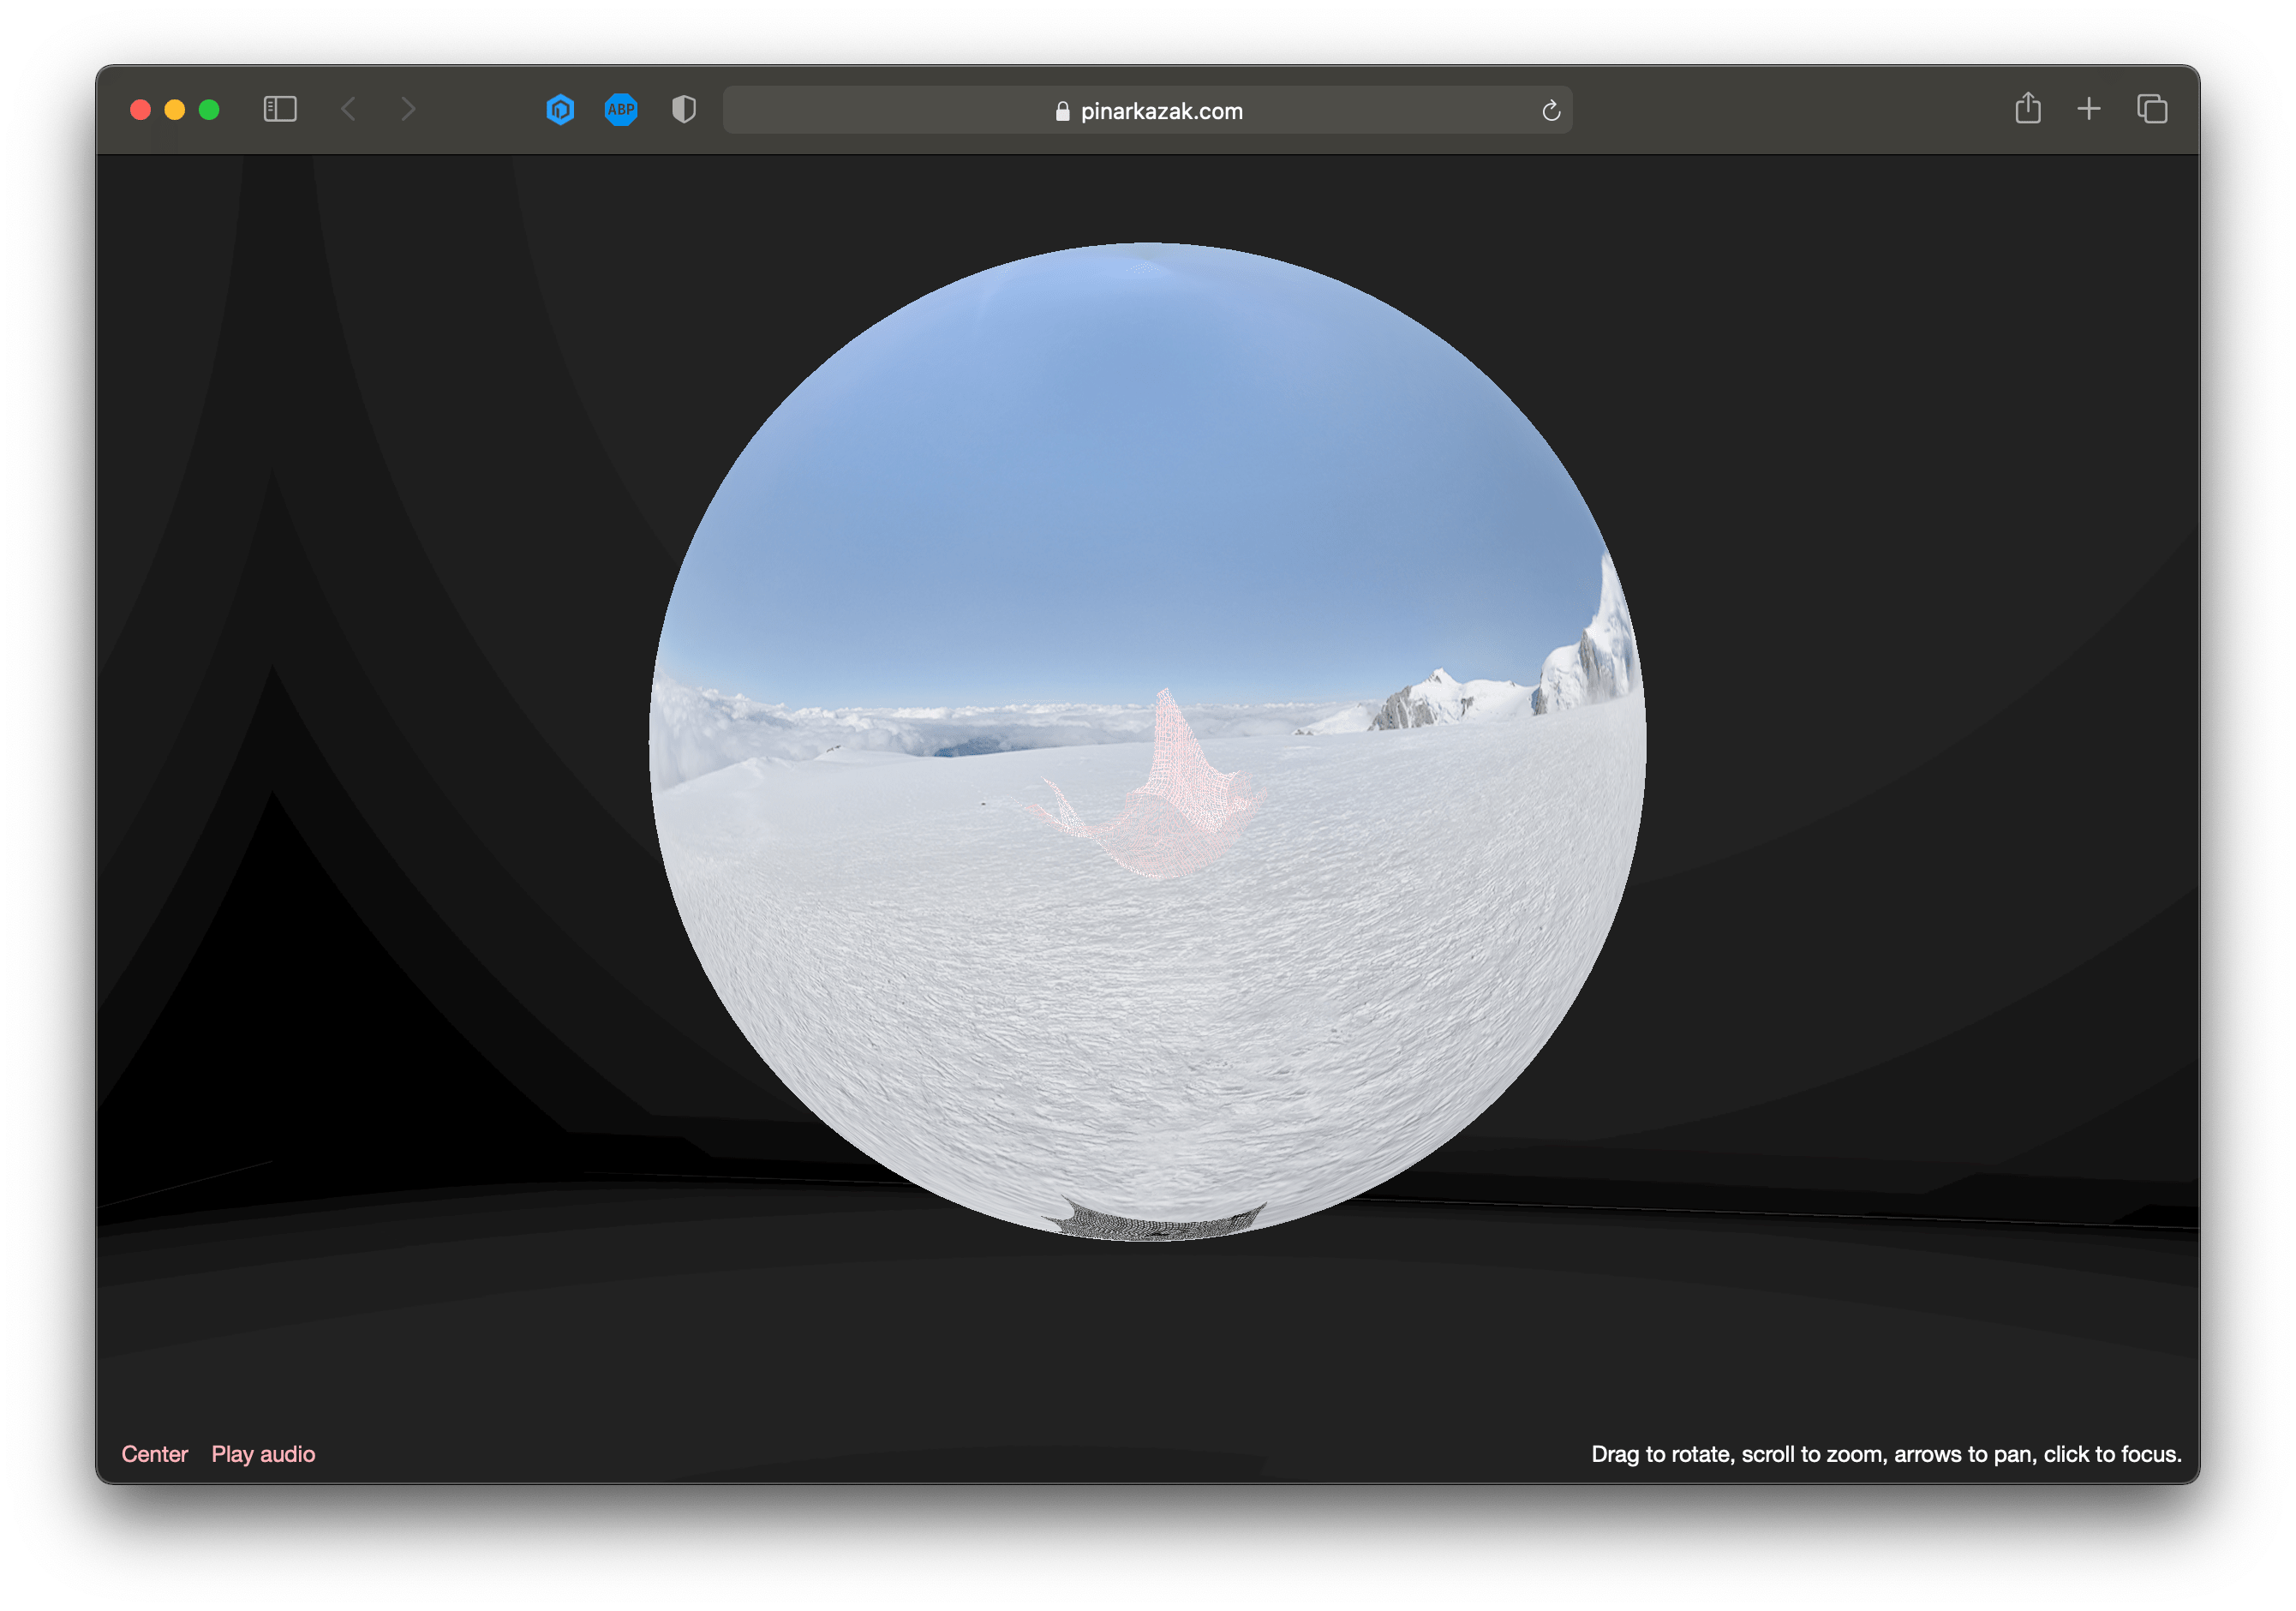 ABP
pinarkazak.com
Center Play audio
Drag to rotate, scroll to zoom, arrows to pan, click to focus.